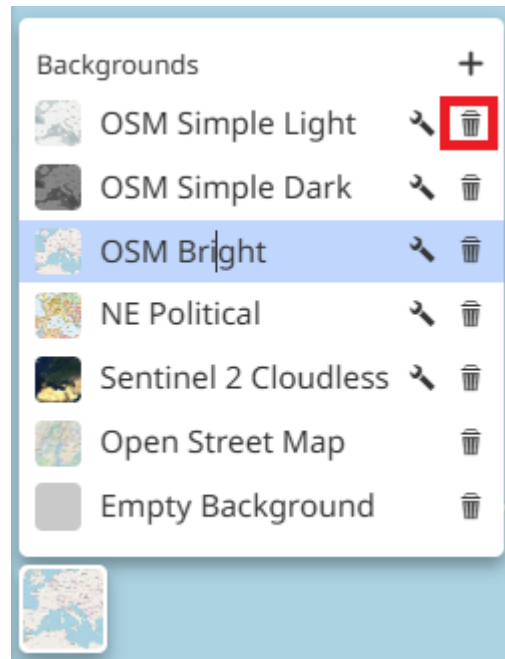 Backgrounds
OSM Simple Light
OSM Simple Dark
OSM Bright
NE Political
Sentinel 2 Cloudless
Open Street Map
Empty Background